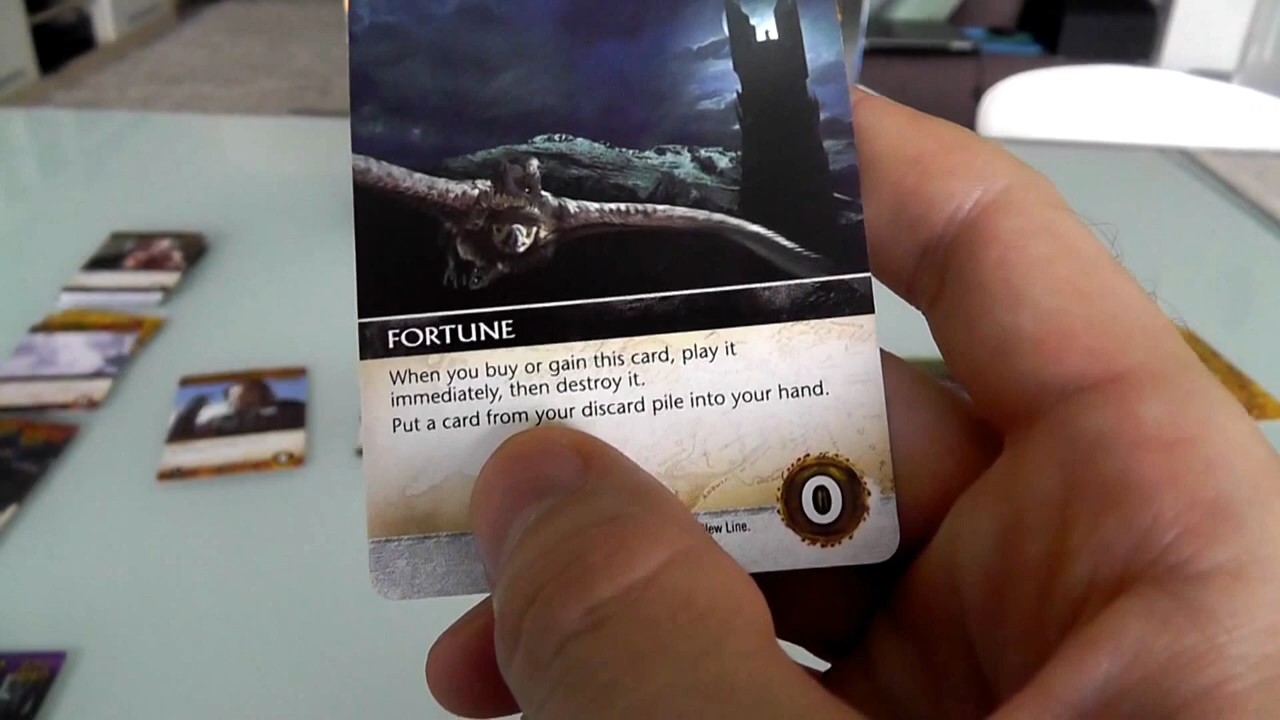 FORTUNE
When you buy or gain this card, play it
immediately, then destroy it.
Put a card from your discard pile into your hand.
0
New Line.